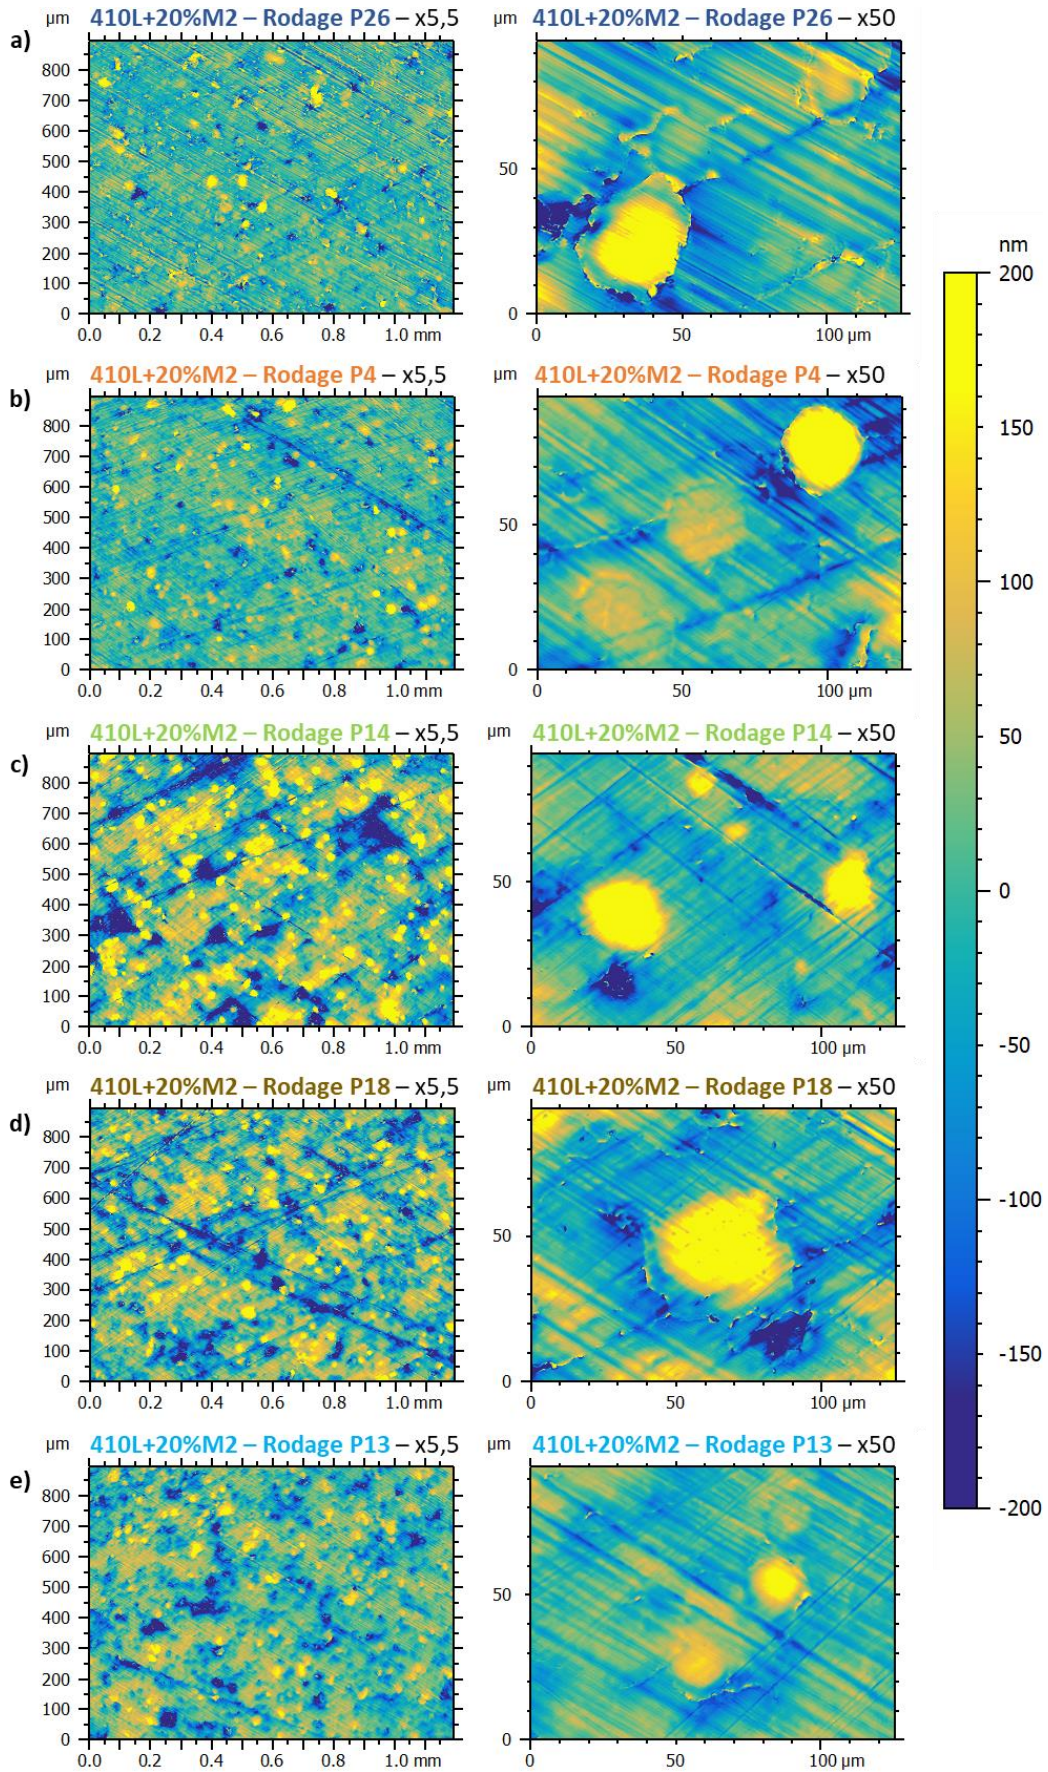 410L+20%M2 – Rodage P26 – x5,5
410L+20%M2 – Rodage P26 – x50
a)
µm
800
700
600
500
400
300
200
100
0
0.0 0.2 0.4 0.6 0.8 1.0 mm
µm
50
0
0 50 100 µm
410L+20%M2 – Rodage P4 – x5,5
410L+20%M2 – Rodage P4 – x50
b)
µm
800
700
600
500
400
300
200
100
0
0.0 0.2 0.4 0.6 0.8 1.0 mm
µm
50
0
0 50 100 µm
410L+20%M2 – Rodage P14 – x5,5
410L+20%M2 – Rodage P14 – x50
c)
µm
800
700
600
500
400
300
200
100
0
0.0 0.2 0.4 0.6 0.8 1.0 mm
µm
50
0
0 50 100 µm
410L+20%M2 – Rodage P18 – x5,5
410L+20%M2 – Rodage P18 – x50
d)
µm
800
700
600
500
400
300
200
100
0
0.0 0.2 0.4 0.6 0.8 1.0 mm
µm
50
0
0 50 100 µm
410L+20%M2 – Rodage P13 – x5,5
410L+20%M2 – Rodage P13 – x50
e)
µm
800
700
600
500
400
300
200
100
0
0.0 0.2 0.4 0.6 0.8 1.0 mm
µm
50
0
0 50 100 µm
nm
200
150
100
50
0
-50
-100
-150
-200